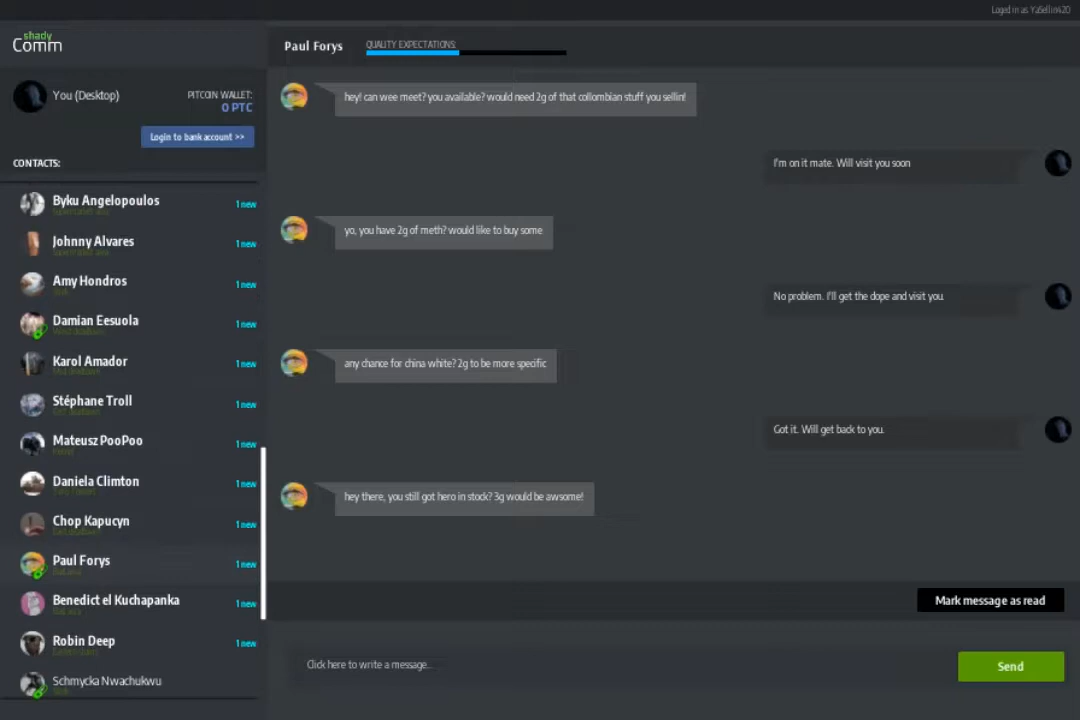 Loged in as YaSellin420
shady
Comm
Paul Forys
QUALITY EXPECTATIONS:
You (Desktop)
PITCOIN WALLET:
0 PTC
Login to bank account >>
CONTACTS:
Byku Angelopoulos
1 new
Johnny Alvares
1 new
Amy Hondros
1 new
Damian Eesuola
1 new
Karol Amador
1 new
Stéphane Troll
1 new
Mateusz PooPoo
1 new
Daniela Climton
1 new
Chop Kapucyn
1 new
Paul Forys
1 new
Benedict el Kuchapanka
1 new
Robin Deep
1 new
Schmycka Nwachukwu
hey! can wee meet? you available? would need 2g of that collombian stuff you sellin!
I'm on it mate. Will visit you soon
yo, you have 2g of meth? would like to buy some
No problem. I'll get the dope and visit you.
any chance for china white? 2g to be more specific
Got it. Will get back to you.
hey there, you still got hero in stock? 3g would be awsome!
Mark message as read
Click here to write a message...
Send